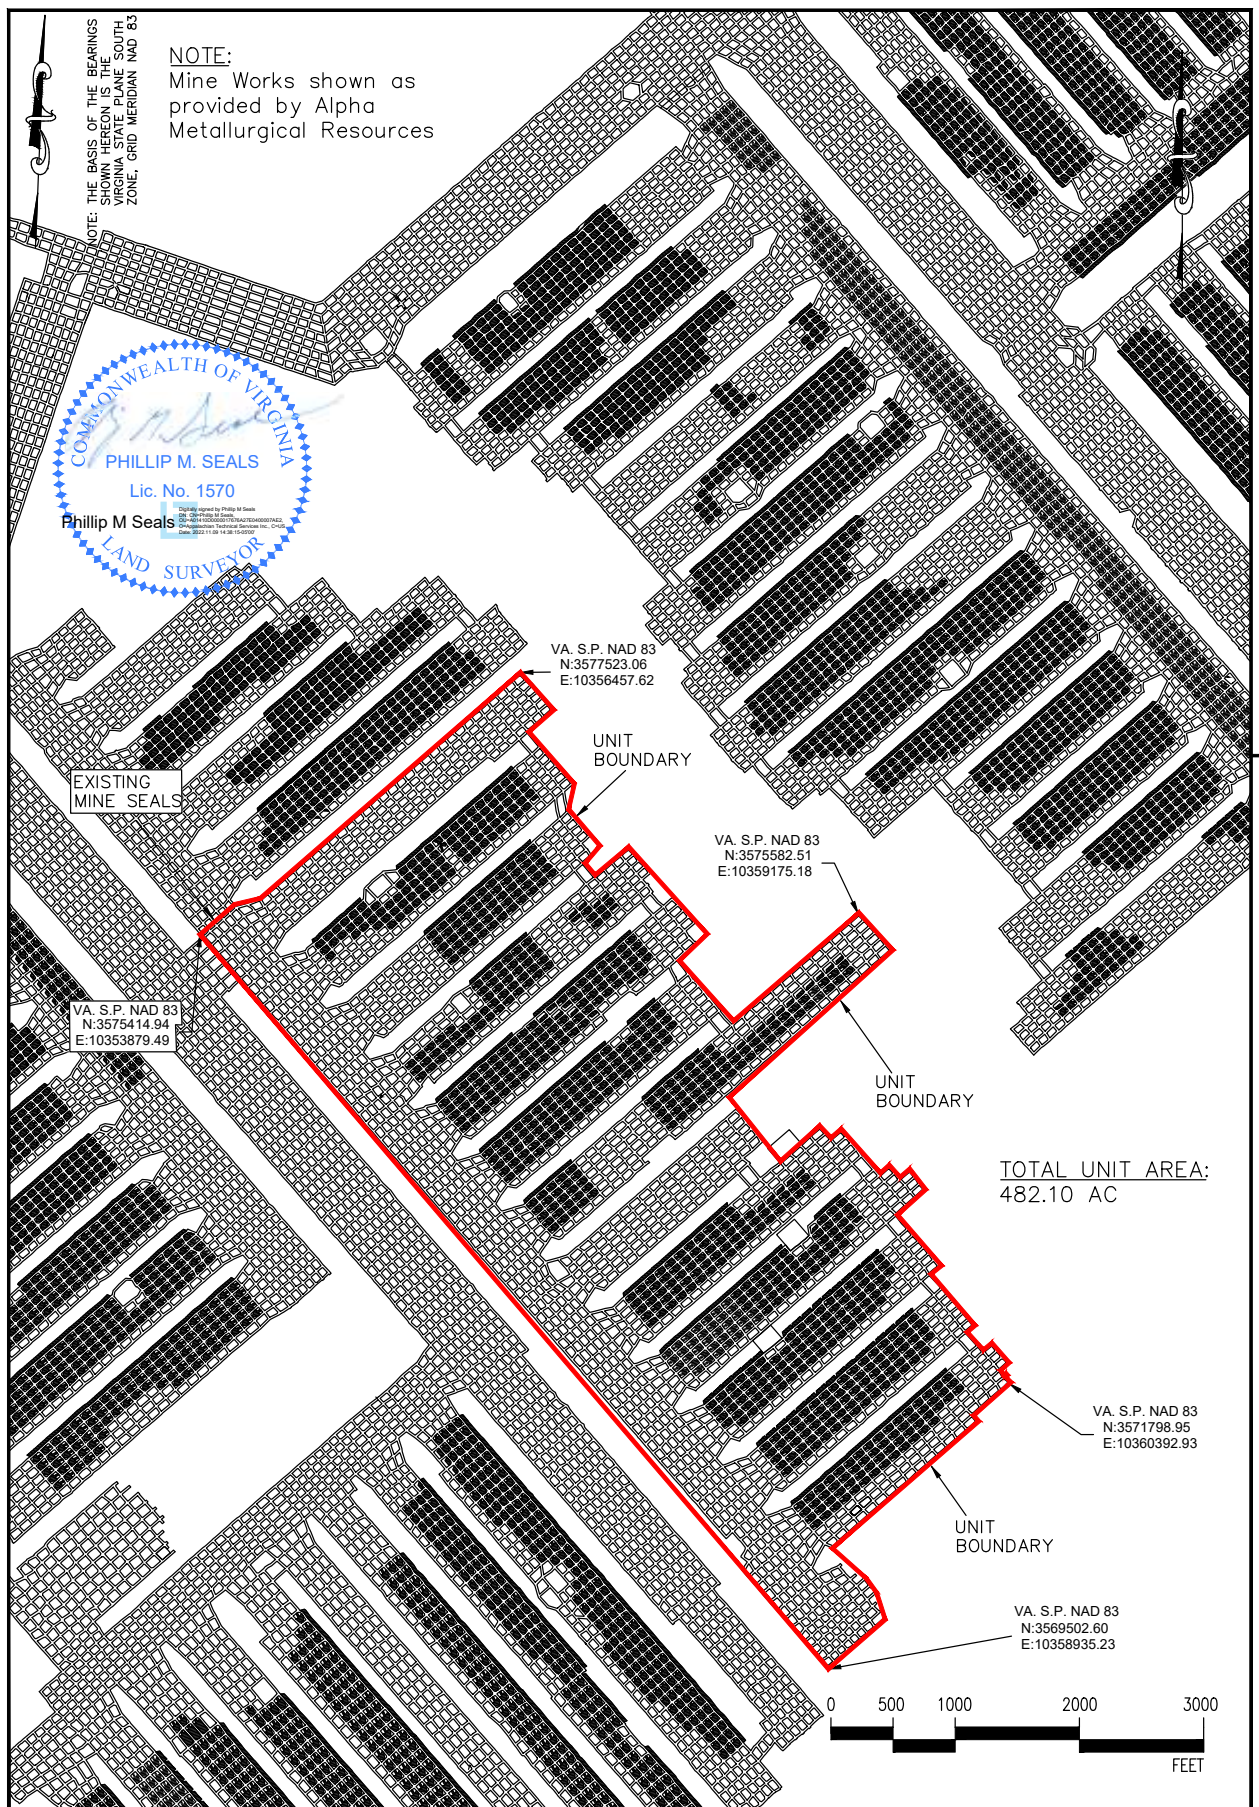 NOTE: THE BASIS OF THE BEARINGS
SHOWN HEREON IS THE
VIRGINIA STATE PLANE SOUTH
ZONE, GRID MERIDIAN NAD 83
NOTE:
Mine Works shown as
provided by Alpha
Metallurgical Resources
COMMONWEALTH OF VIRGINIA
PHILLIP M. SEALS
Lic. No. 1570
Phillip M Seals
Digitally signed by Phillip M Seals
LAND SURVEYOR
VA. S.P. NAD 83
N:3577523.06
E:10356457.62
UNIT
BOUNDARY
EXISTING
MINE SEALS
VA. S.P. NAD 83
N:3575582.51
E:10359175.18
VA. S.P. NAD 83
N:3575414.94
E:10353879.49
UNIT
BOUNDARY
TOTAL UNIT AREA:
482.10 AC
VA. S.P. NAD 83
N:3571798.95
E:10360392.93
UNIT
BOUNDARY
VA. S.P. NAD 83
N:3569502.60
E:10358935.23
0 500 1000 2000 3000
FEET